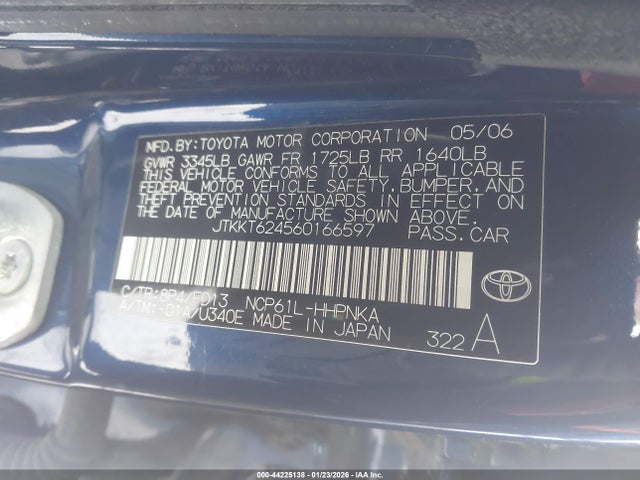 MFD.BY:TOYOTA MOTOR CORPORATION 05/06
GVWR 3345LB GAWR FR 1725LB RR 1640LB
THIS VEHICLE CONFORMS TO ALL APPLICABLE
FEDERAL MOTOR VEHICLE SAFETY, BUMPER, AND
THEFT PREVENTION STANDARDS IN EFFECT ON
THE DATE OF MANUFACTURE SHOWN ABOVE.
JTKKT624560166597 PASS.CAR
C/TR:8P4/FD13 NCP61L-HHPNKA
A/TM:-01A/U340E MADE IN JAPAN 322A
000-44225138 | 01/23/2026 - IAA Inc.